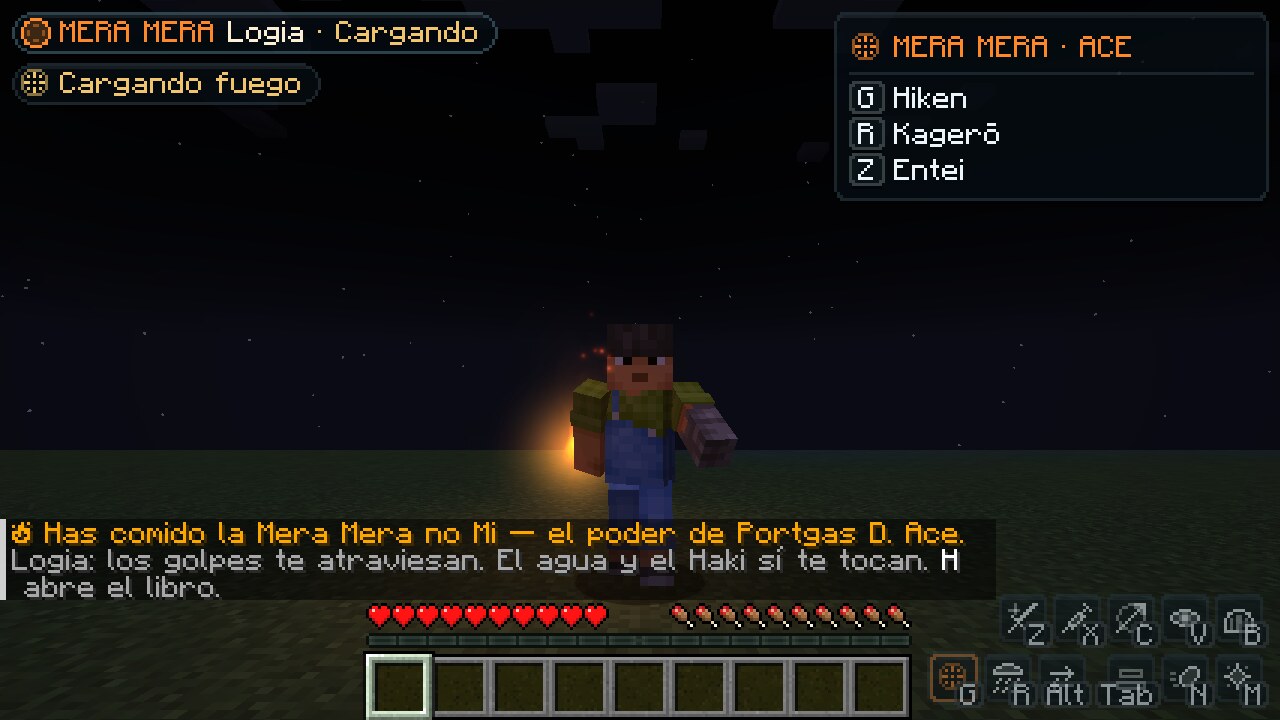 MERA MERA Logia · Cargando
Cargando fuego
MERA MERA · ACE
G Hiken
R Kagerō
Z Entei
Has comido la Mera Mera no Mi — el poder de Portgas D. Ace.
Logia: los golpes te atraviesan. El agua y el Haki sí te tocan. H
abre el libro.
Z X C V B
G R Alt Tab N M